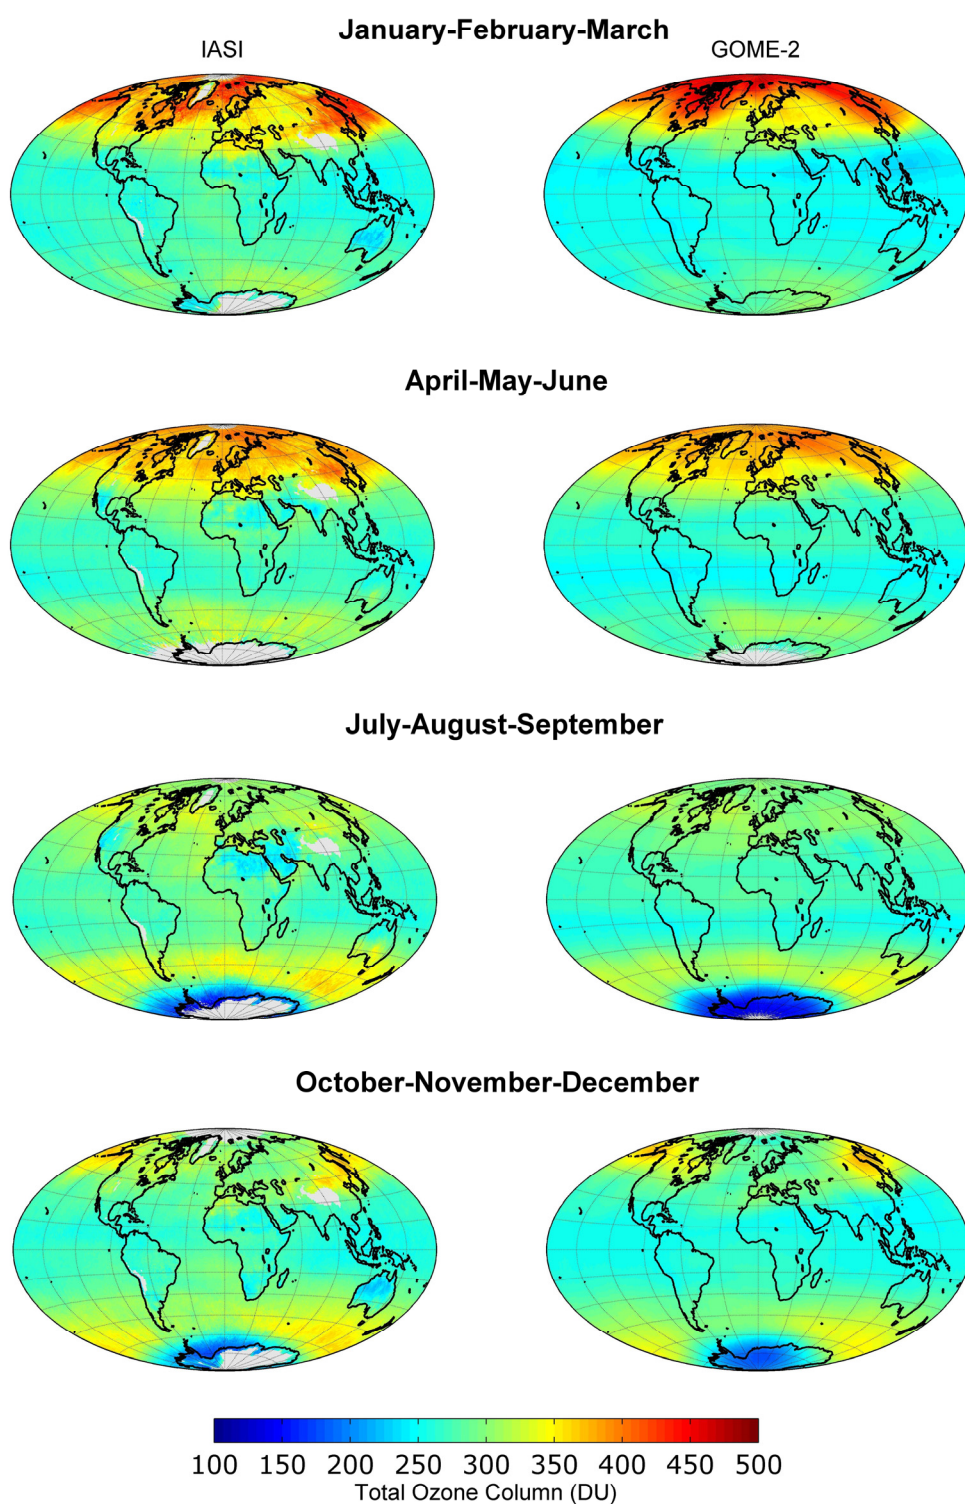 January-February-March
IASI GOME-2
April-May-June
July-August-September
October-November-December
100 150 200 250 300 350 400 450 500
Total Ozone Column (DU)